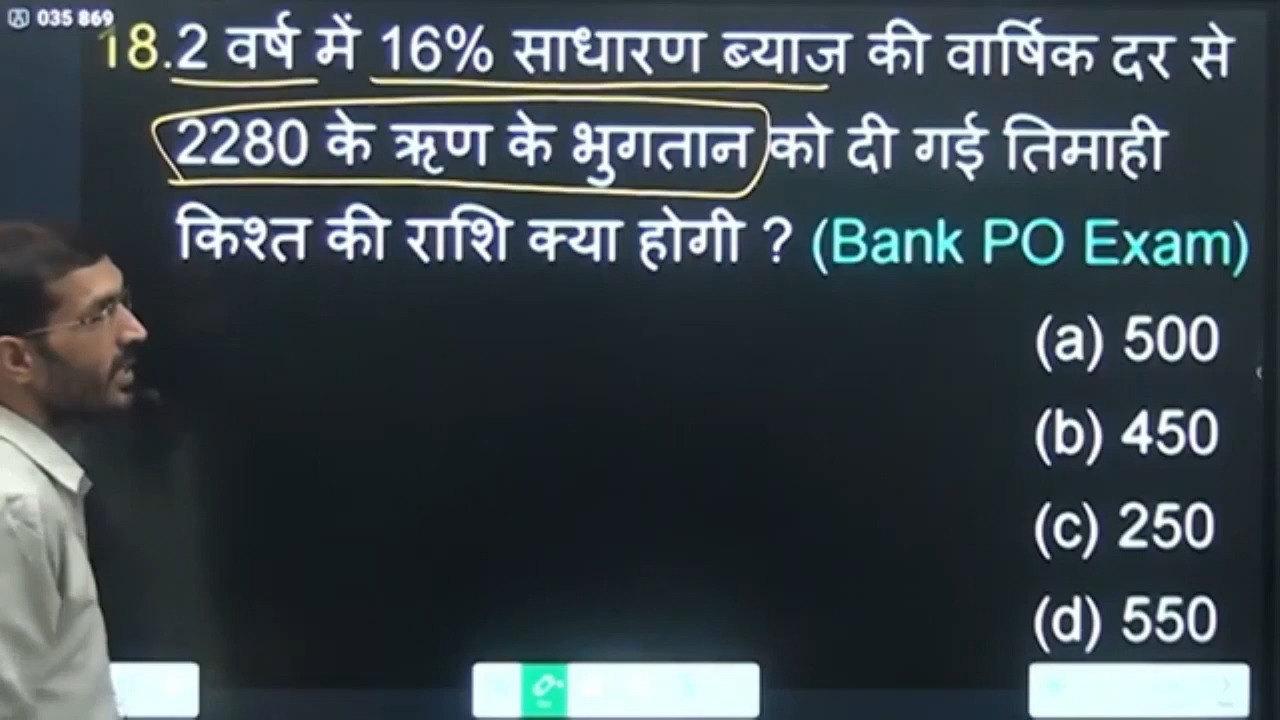 035 869
18.2 वर्ष में 16% साधारण ब्याज की वार्षिक दर से
2280 के ऋण के भुगतान को दी गई तिमाही
किश्त की राशि क्या होगी ? (Bank PO Exam)
(a) 500
(b) 450
(c) 250
(d) 550